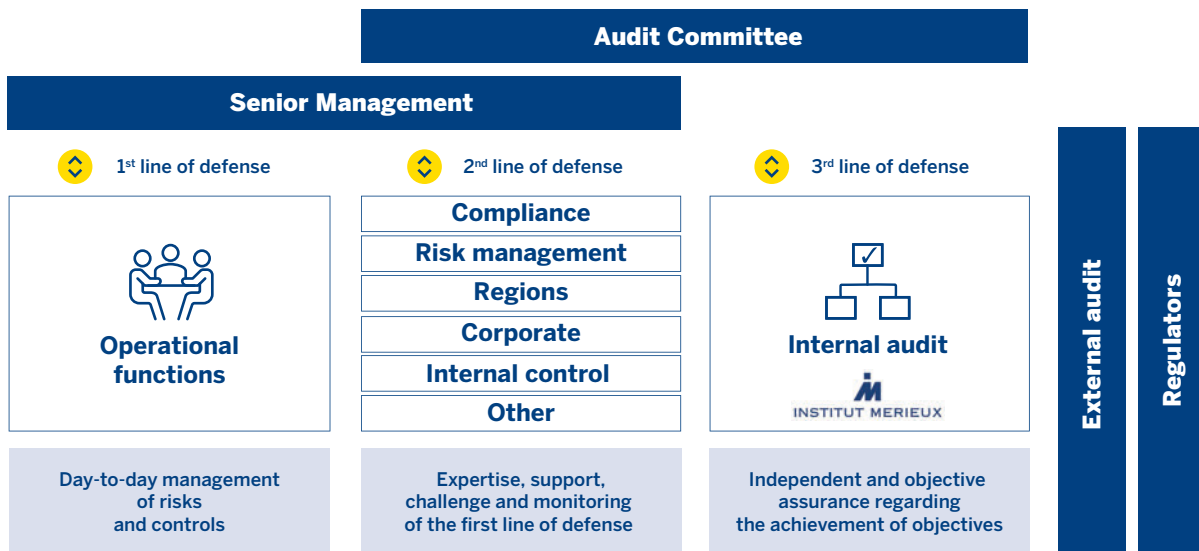 Audit Committee
Senior Management
1st line of defense
2nd line of defense
3rd line of defense
Operational
functions
Compliance
Risk management
Regions
Corporate
Internal control
Other
Internal audit
INSTITUT MERIEUX
Day-to-day management
of risks
and controls
Expertise, support,
challenge and monitoring
of the first line of defense
Independent and objective
assurance regarding
the achievement of objectives
External audit
Regulators